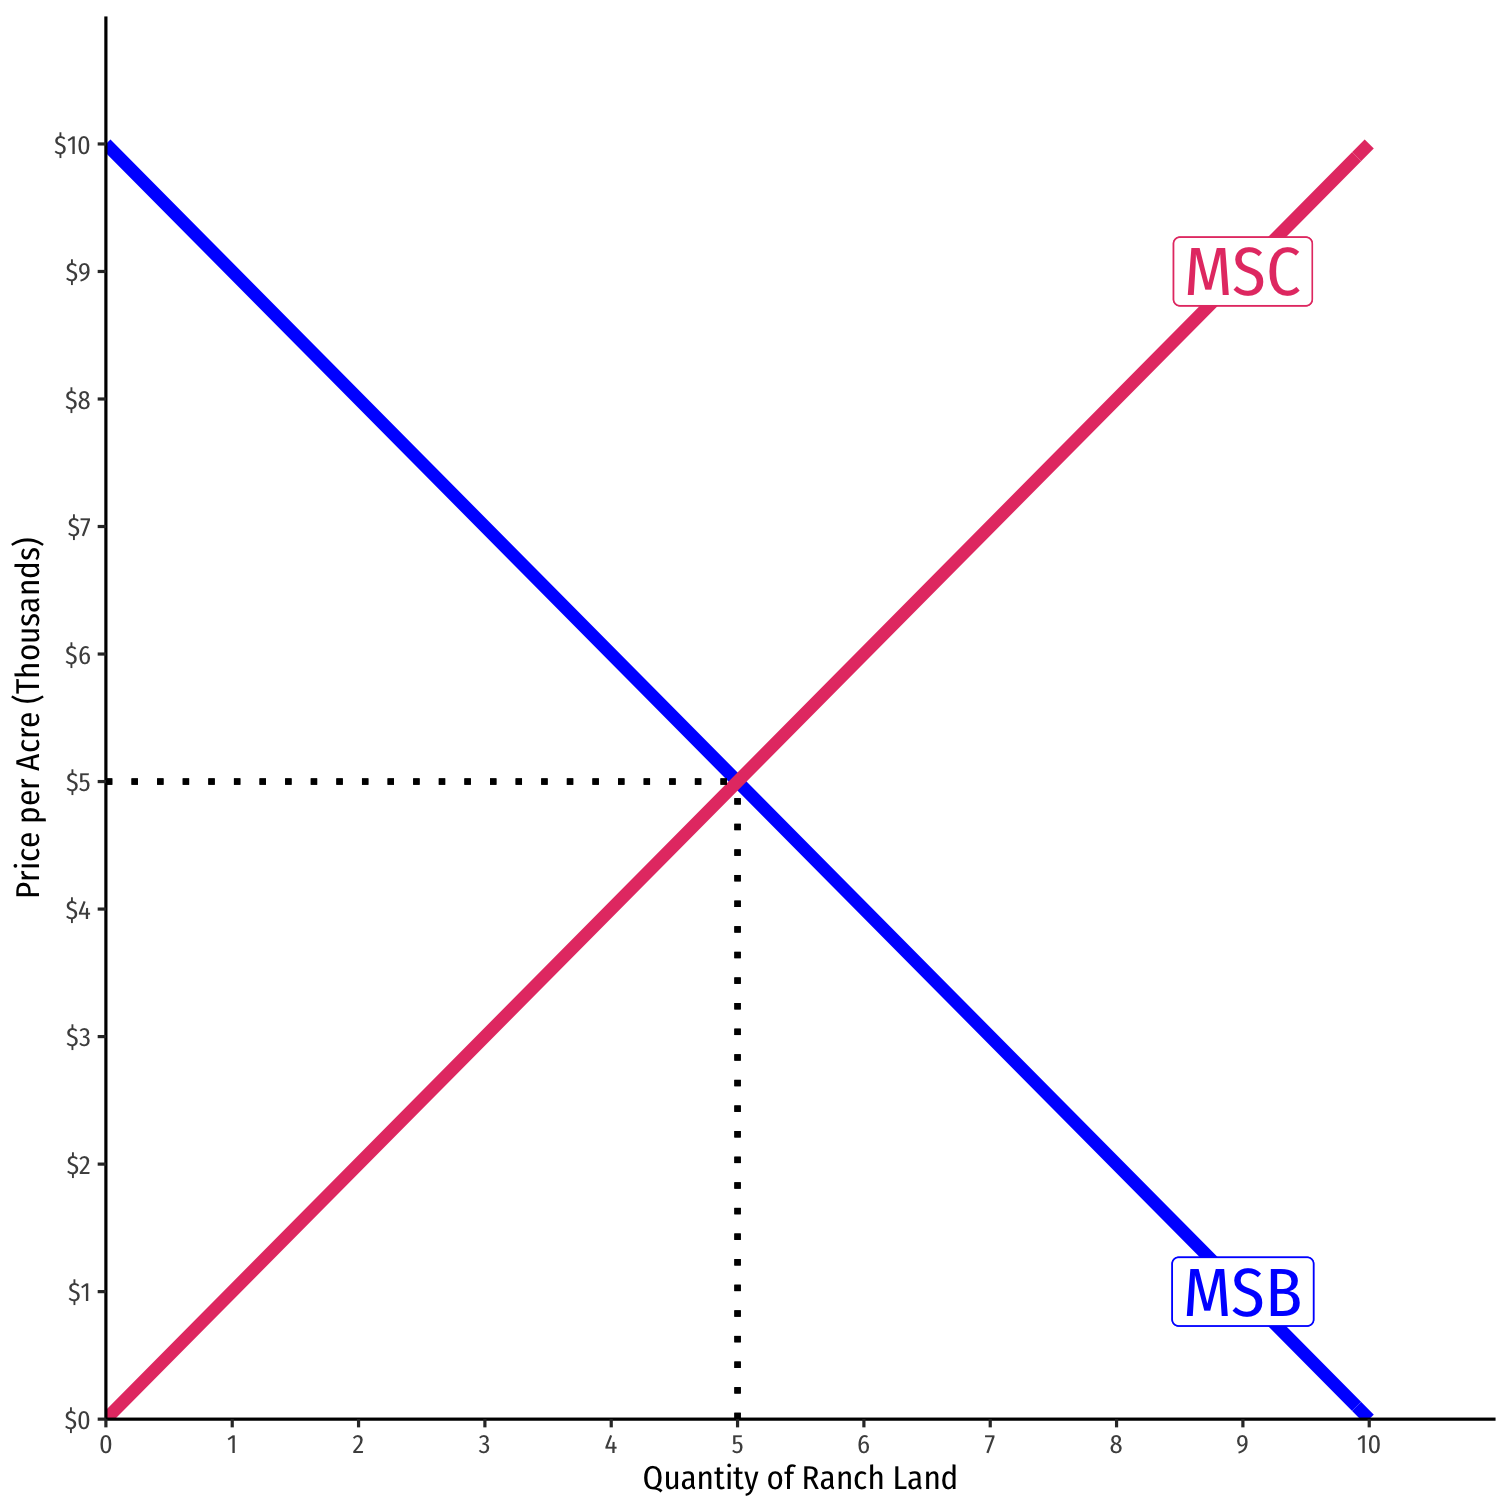 Price per Acre (Thousands)
$10
$9
$8
$7
$6
$5
$4
$3
$2
$1
$0
MSC
MSB
0 1 2 3 4 5 6 7 8 9 10
Quantity of Ranch Land